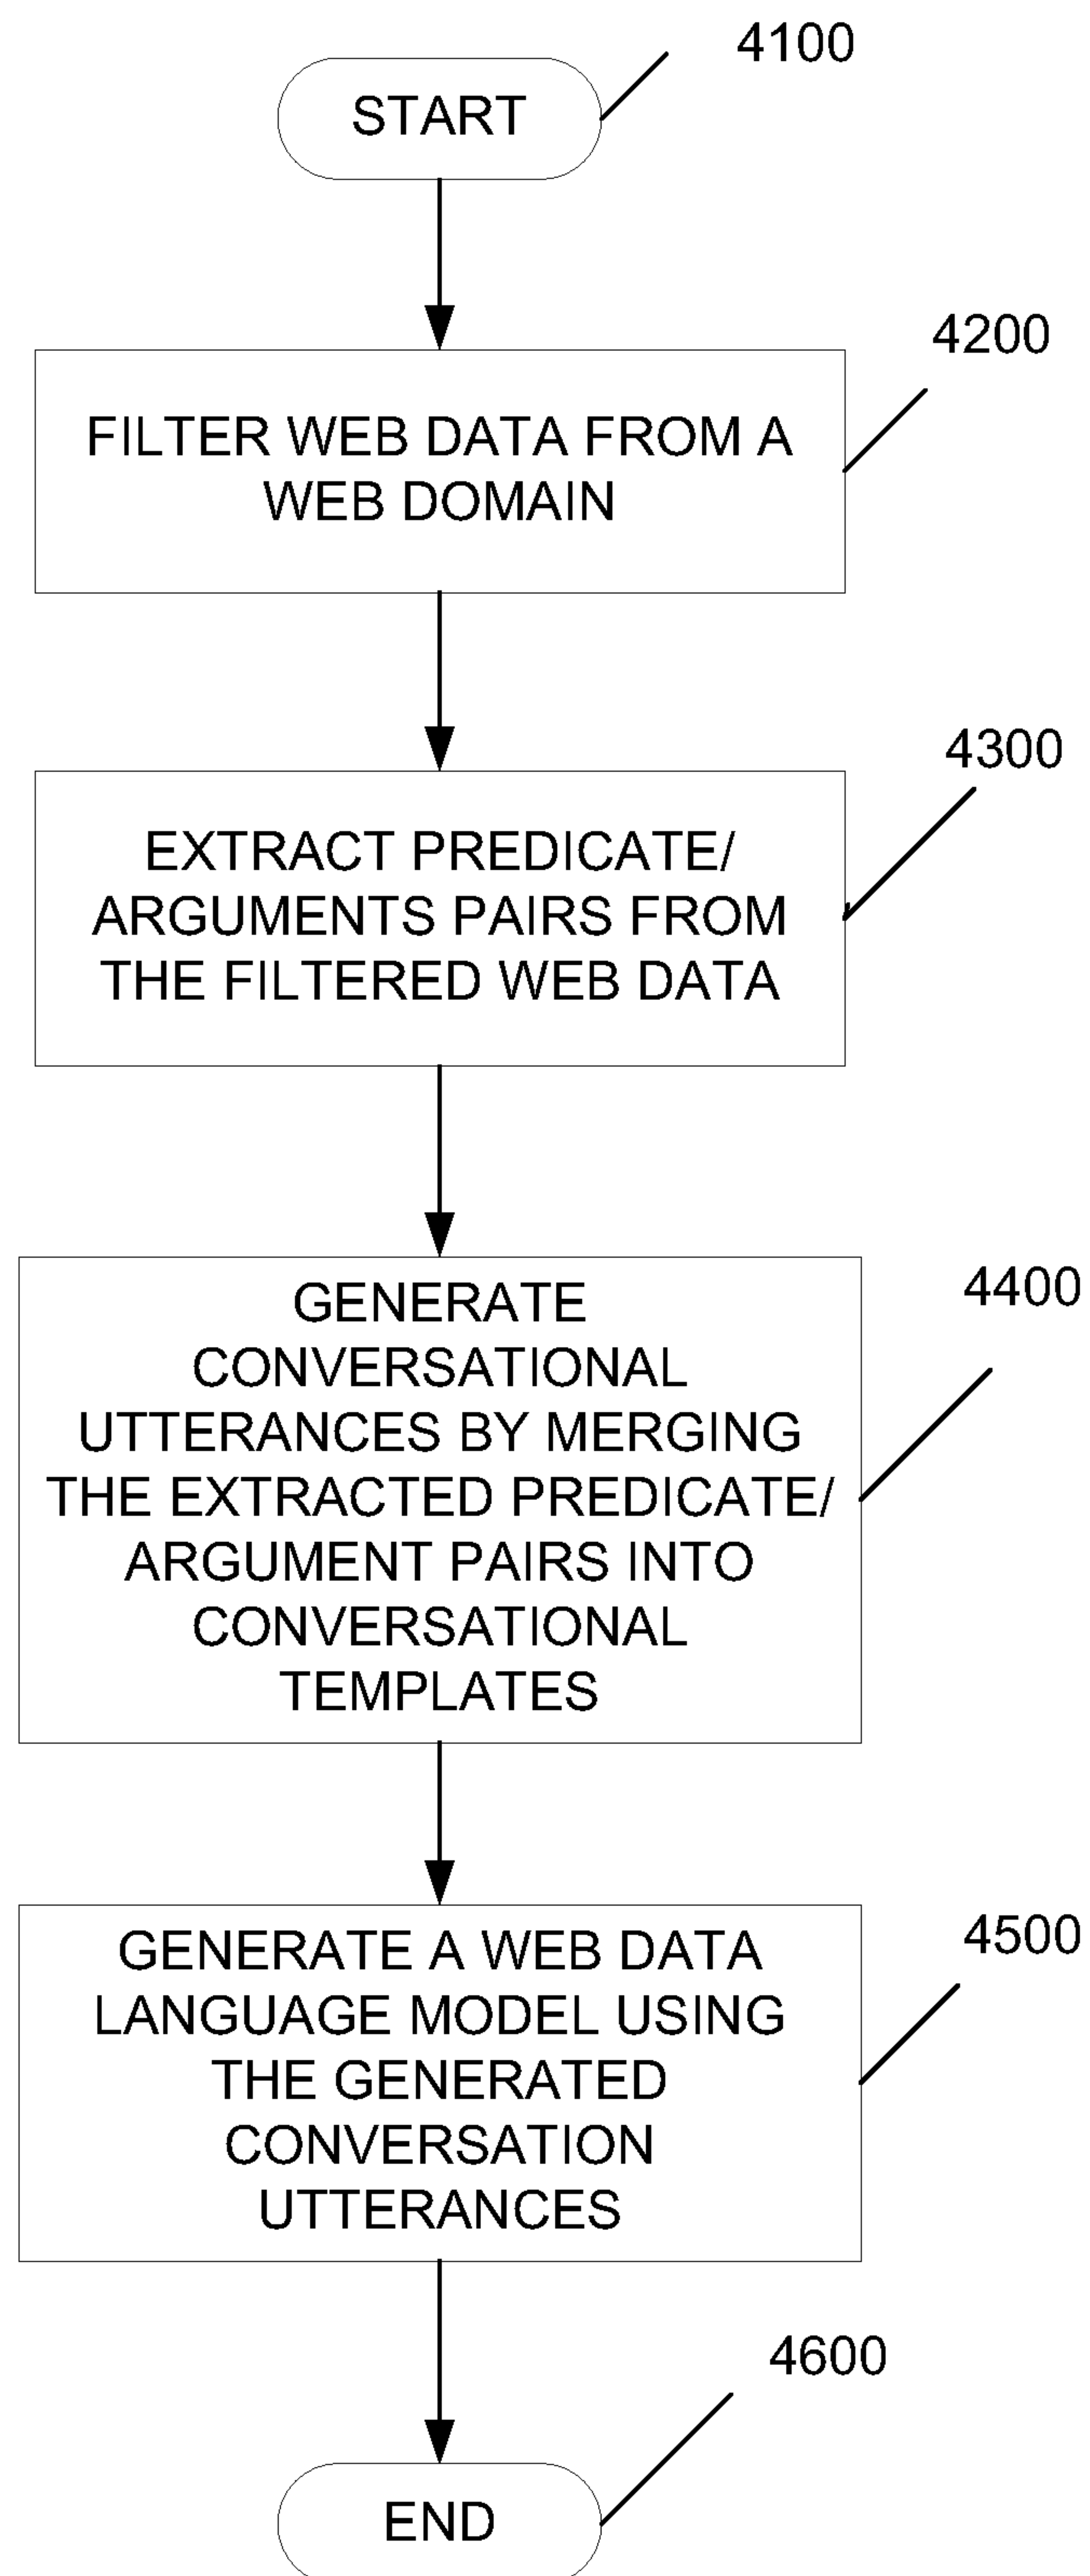 4100
START
4200
FILTER WEB DATA FROM A
WEB DOMAIN
4300
EXTRACT PREDICATE/
ARGUMENTS PAIRS FROM
THE FILTERED WEB DATA
4400
GENERATE
CONVERSATIONAL
UTTERANCES BY MERGING
THE EXTRACTED PREDICATE/
ARGUMENT PAIRS INTO
CONVERSATIONAL
TEMPLATES
4500
GENERATE A WEB DATA
LANGUAGE MODEL USING
THE GENERATED
CONVERSATION
UTTERANCES
4600
END